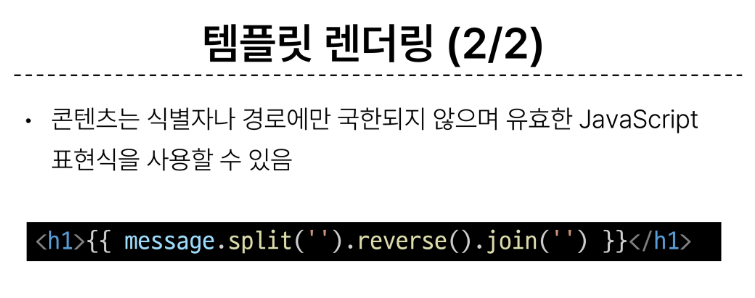 템플릿 렌더링 (2/2)
• 콘텐츠는 식별자나 경로에만 국한되지 않으며 유효한 JavaScript
표현식을 사용할 수 있음
<h1>{{ message.split('').reverse().join('') }}</h1>